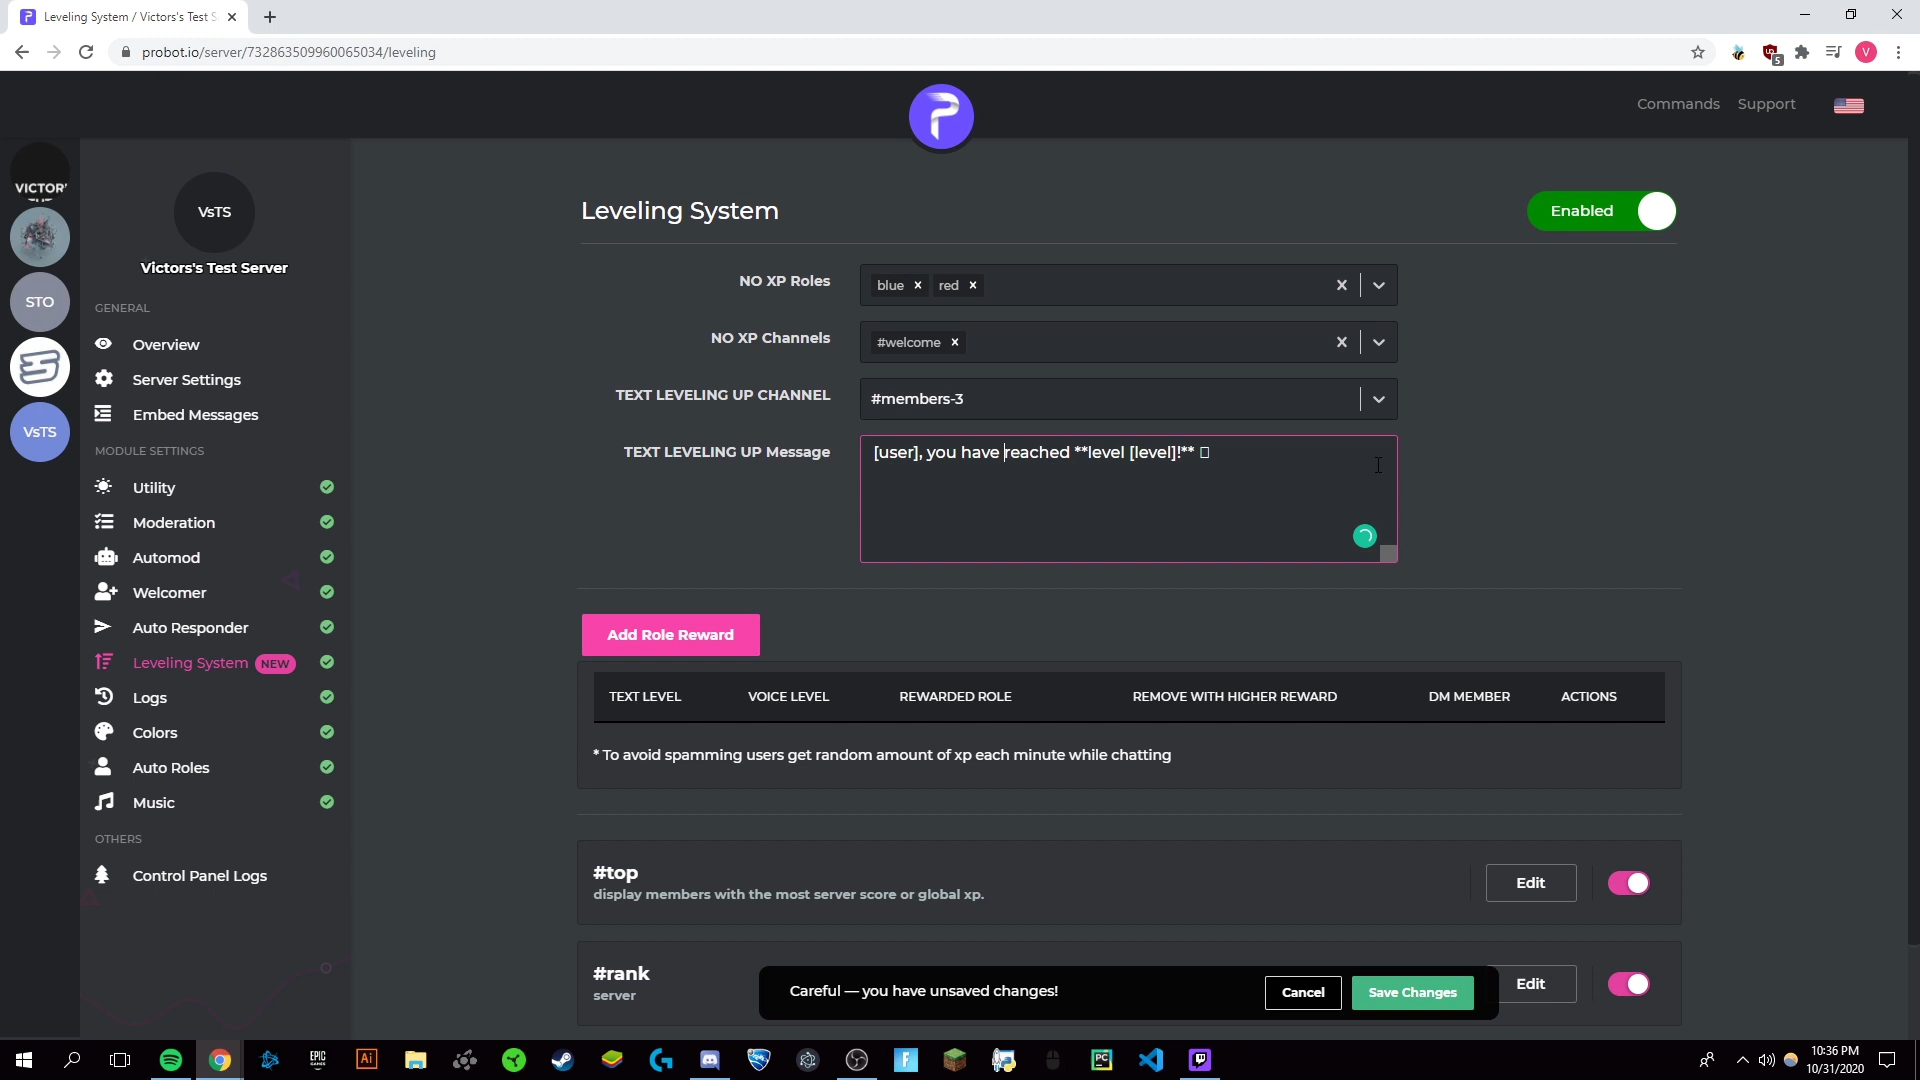 Leveling System / Victors's Test S
probot.io/server/732863509960065034/leveling
5
V
Commands
Support
VICTOR'
STO
VsTS
VsTS
Victors's Test Server
GENERAL
Overview
Server Settings
Embed Messages
MODULE SETTINGS
Utility
Moderation
Automod
Welcomer
Auto Responder
Leveling System NEW
Logs
Colors
Auto Roles
Music
OTHERS
Control Panel Logs
Leveling System
Enabled
NO XP Roles
blue
red
NO XP Channels
#welcome
TEXT LEVELING UP CHANNEL
#members-3
TEXT LEVELING UP Message
[user], you have reached **level [level]!** 
Add Role Reward
TEXT LEVEL
VOICE LEVEL
REWARDED ROLE
REMOVE WITH HIGHER REWARD
DM MEMBER
ACTIONS
* To avoid spamming users get random amount of xp each minute while chatting
#top
display members with the most server score or global xp.
Edit
#rank
server
Edit
Careful — you have unsaved changes!
Cancel
Save Changes
EPIC GAMES
Ai
F
PC
10:36 PM
10/31/2020